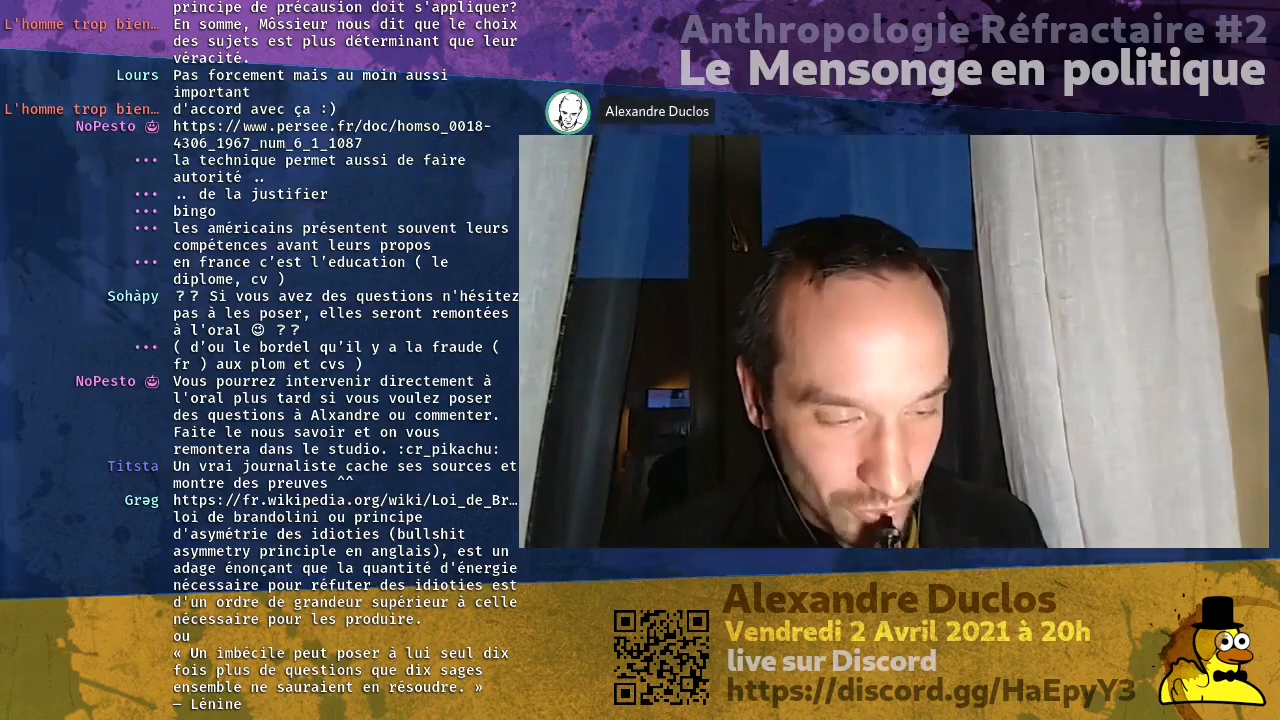 principe de précausion doit s'appliquer?
L'homme trop bien… En somme, Môssieur nous dit que le choix
des sujets est plus déterminant que leur
véracité.
Lours Pas forcement mais au moin aussi
important
L'homme trop bien… d'accord avec ça :)
NoPesto 🎃 https://www.persee.fr/doc/homso_0018-
4306_1967_num_6_1_1087
••• la technique permet aussi de faire
autorité ..
••• .. de la justifier
••• bingo
••• les américains présentent souvent leurs
compétences avant leurs propos
••• en france c’est l’education ( le
diplome, cv )
Sohàpy ?? Si vous avez des questions n'hésitez
pas à les poser, elles seront remontées
à l'oral 😉 ??
••• ( d’ou le bordel qu’il y a la fraude (
fr ) aux plom et cvs )
NoPesto 🎃 Vous pourrez intervenir directement à
l'oral plus tard si vous voulez poser
des questions à Alxandre ou commenter.
Faite le nous savoir et on vous
remontera dans le studio. :cr_pikachu:
Titsta Un vrai journaliste cache ses sources et
montre des preuves ^^
Grəg https://fr.wikipedia.org/wiki/Loi_de_Br…
loi de brandolini ou principe
d'asymétrie des idioties (bullshit
asymmetry principle en anglais), est un
adage énonçant que la quantité d'énergie
nécessaire pour réfuter des idioties est
d'un ordre de grandeur supérieur à celle
nécessaire pour les produire.
ou
« Un imbécile peut poser à lui seul dix
fois plus de questions que dix sages
ensemble ne sauraient en résoudre. »
— Lénine
Anthropologie Réfractaire #2
Le Mensonge en politique
Alexandre Duclos
Alexandre Duclos
Vendredi 2 Avril 2021 à 20h
live sur Discord
https://discord.gg/HaEpyY3